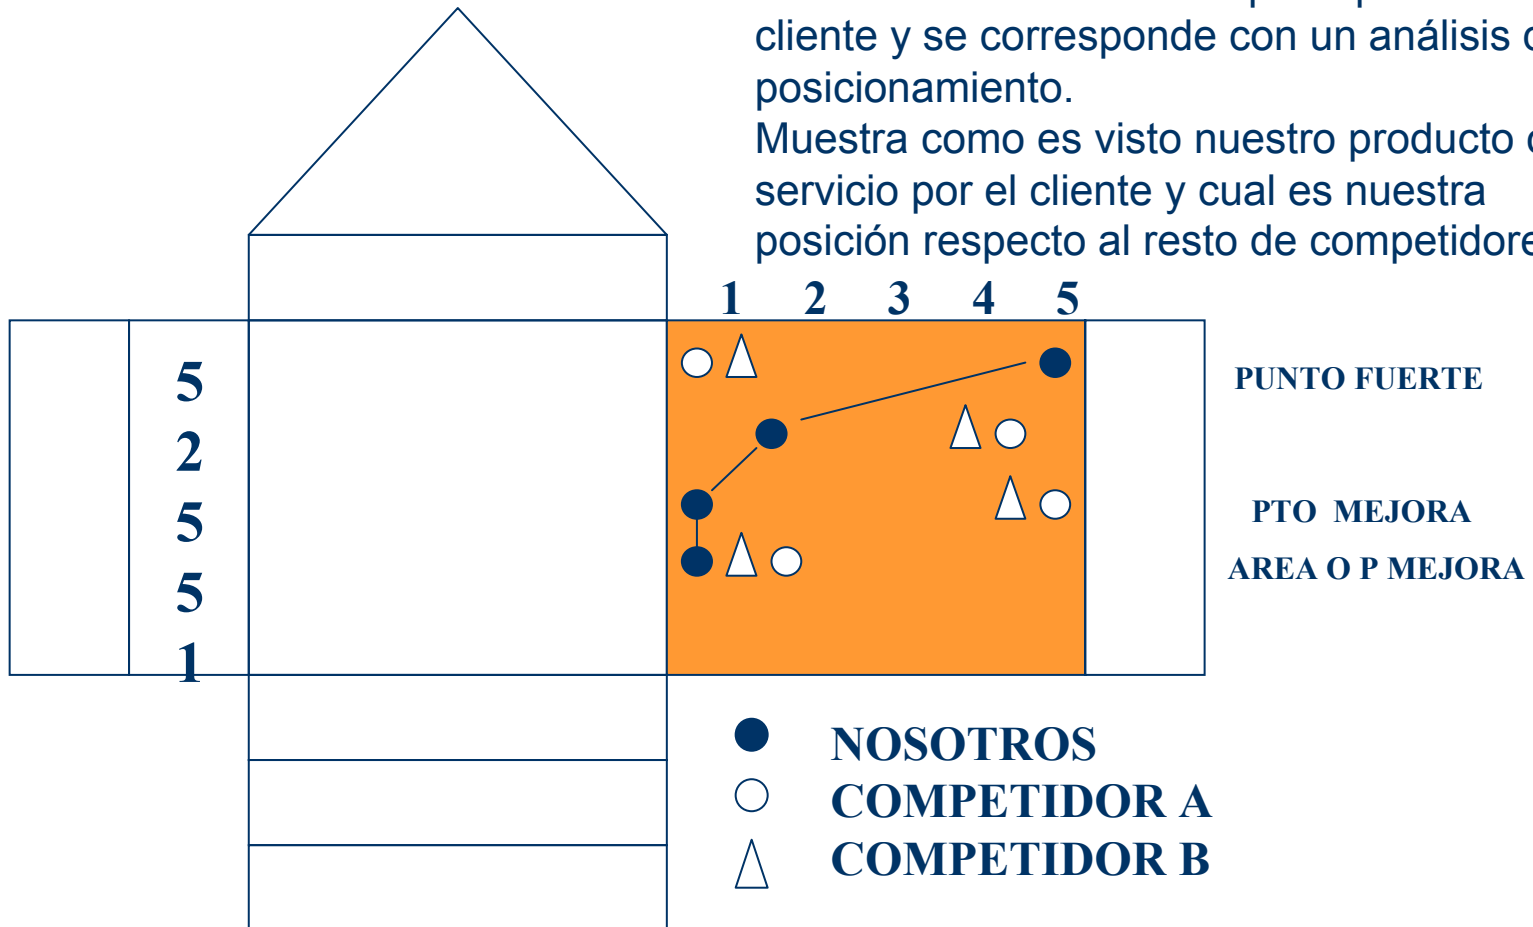 cliente y se corresponde con un análisis
posicionamiento.
Muestra como es visto nuestro producto
servicio por el cliente y cual es nuestra
posición respecto al resto de
1 2 3 4 5
5
2
5
5
1
PUNTO FUERTE
PTO MEJORA
AREA O P MEJORA
NOSOTROS
COMPETIDOR A
COMPETIDOR B